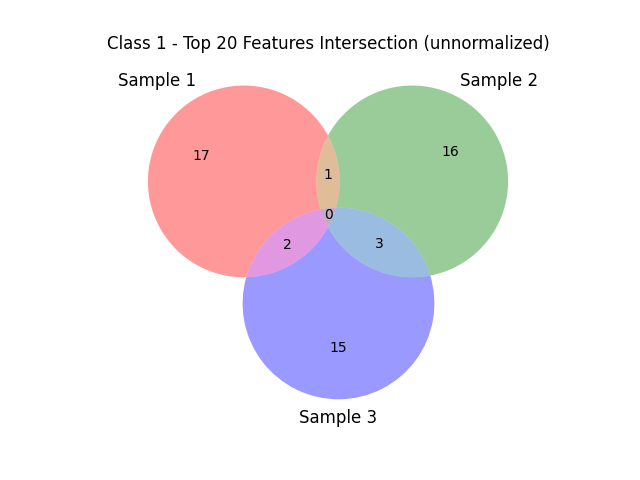 Class 1 - Top 20 Features Intersection (unnormalized)
Sample 1
Sample 2
17
16
1
0
2
3
15
Sample 3